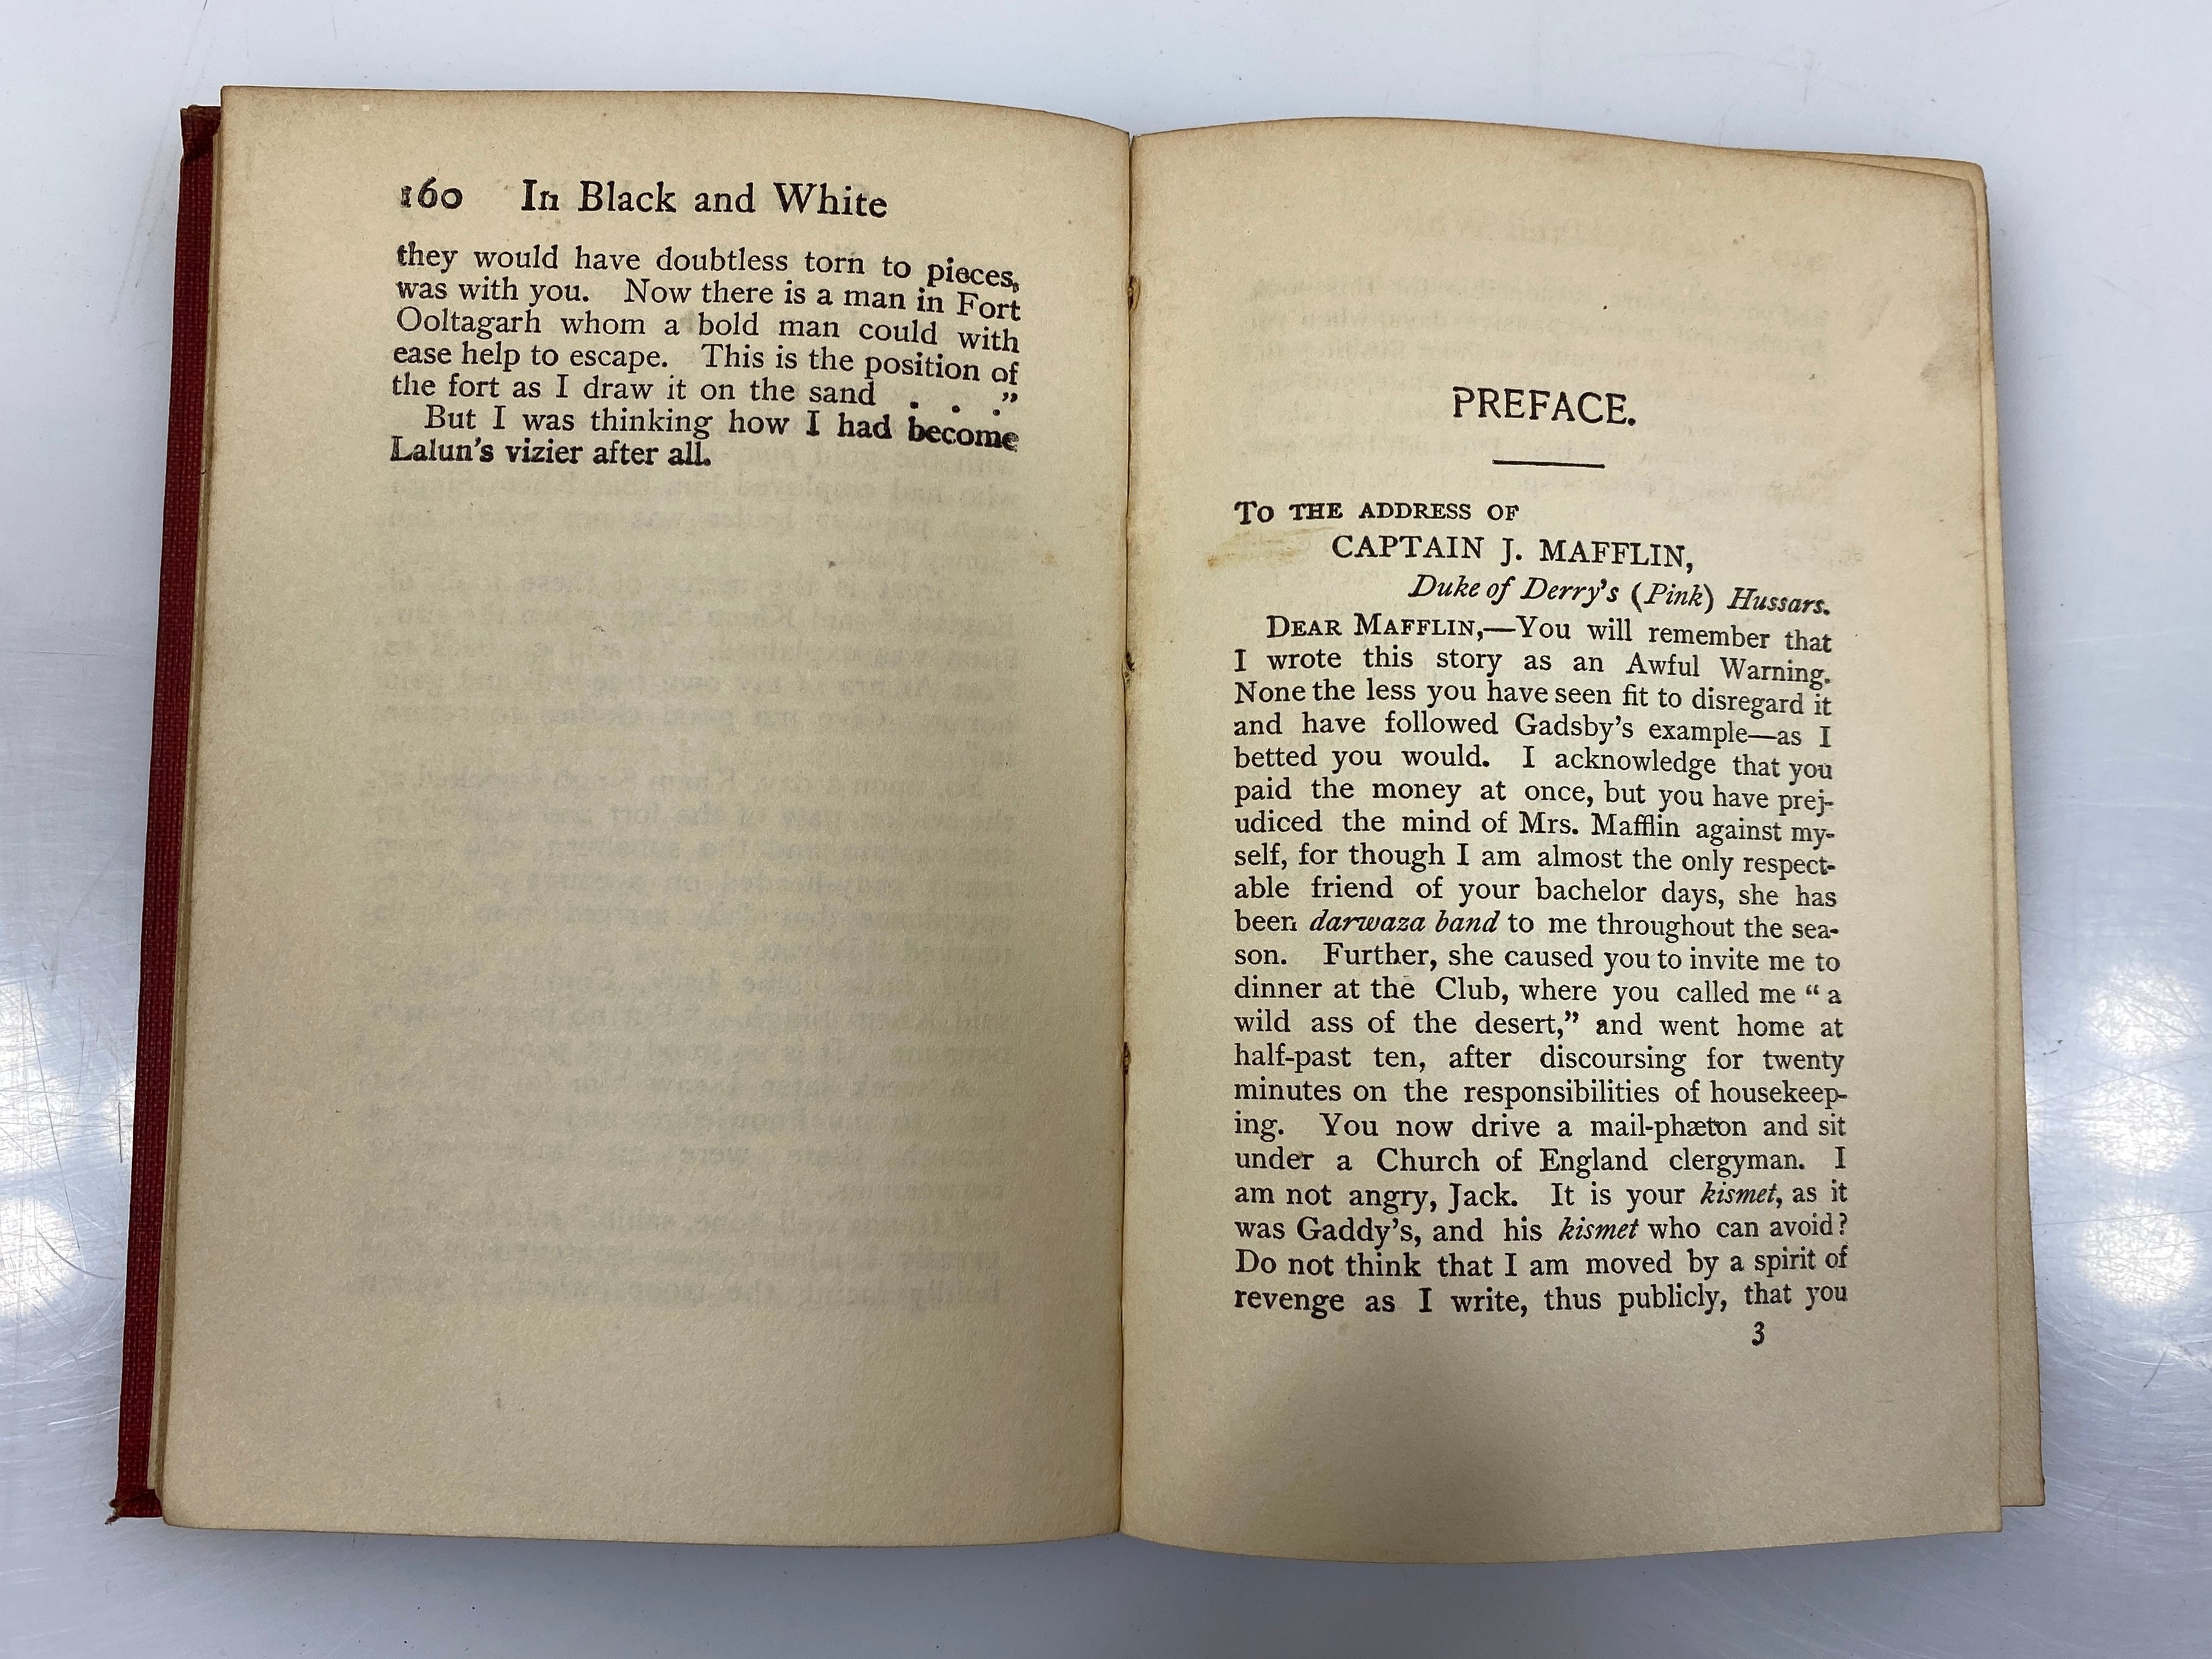 160 In Black and White
they would have doubtless torn to pieces,
was with you. Now there is a man in Fort
Ooltagarh whom a bold man could with
ease help to escape. This is the position of
the fort as I draw it on the sand . . ."
But I was thinking how I had become
Lalun's vizier after all.
PREFACE.
To THE ADDRESS OF
CAPTAIN J. MAFFLIN,
Duke of Derry's (Pink) Hussars.
DEAR MAFFLIN,—You will remember that
I wrote this story as an Awful Warning.
None the less you have seen fit to disregard it
and have followed Gadsby's example—as I
betted you would. I acknowledge that you
paid the money at once, but you have prej-
udiced the mind of Mrs. Mafflin against my-
self, for though I am almost the only respect-
able friend of your bachelor days, she has
been darwaza band to me throughout the sea-
son. Further, she caused you to invite me to
dinner at the Club, where you called me "a
wild ass of the desert," and went home at
half-past ten, after discoursing for twenty
minutes on the responsibilities of housekeep-
ing. You now drive a mail-phæton and sit
under a Church of England clergyman. I
am not angry, Jack. It is your kismet, as it
was Gaddy's, and his kismet who can avoid?
Do not think that I am moved by a spirit of
revenge as I write, thus publicly, that you
3